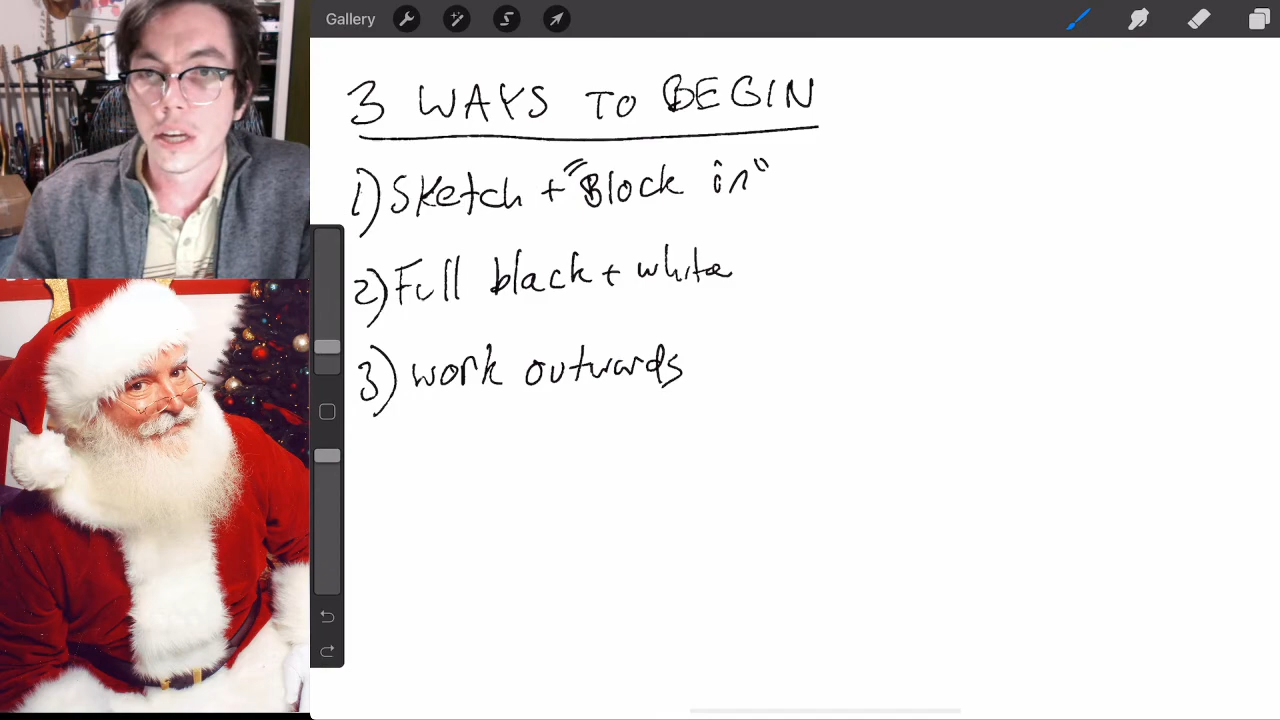 Gallery
3 WAYS TO BEGIN
1) Sketch + "Block in"
2) Full black + white
3) work outwards